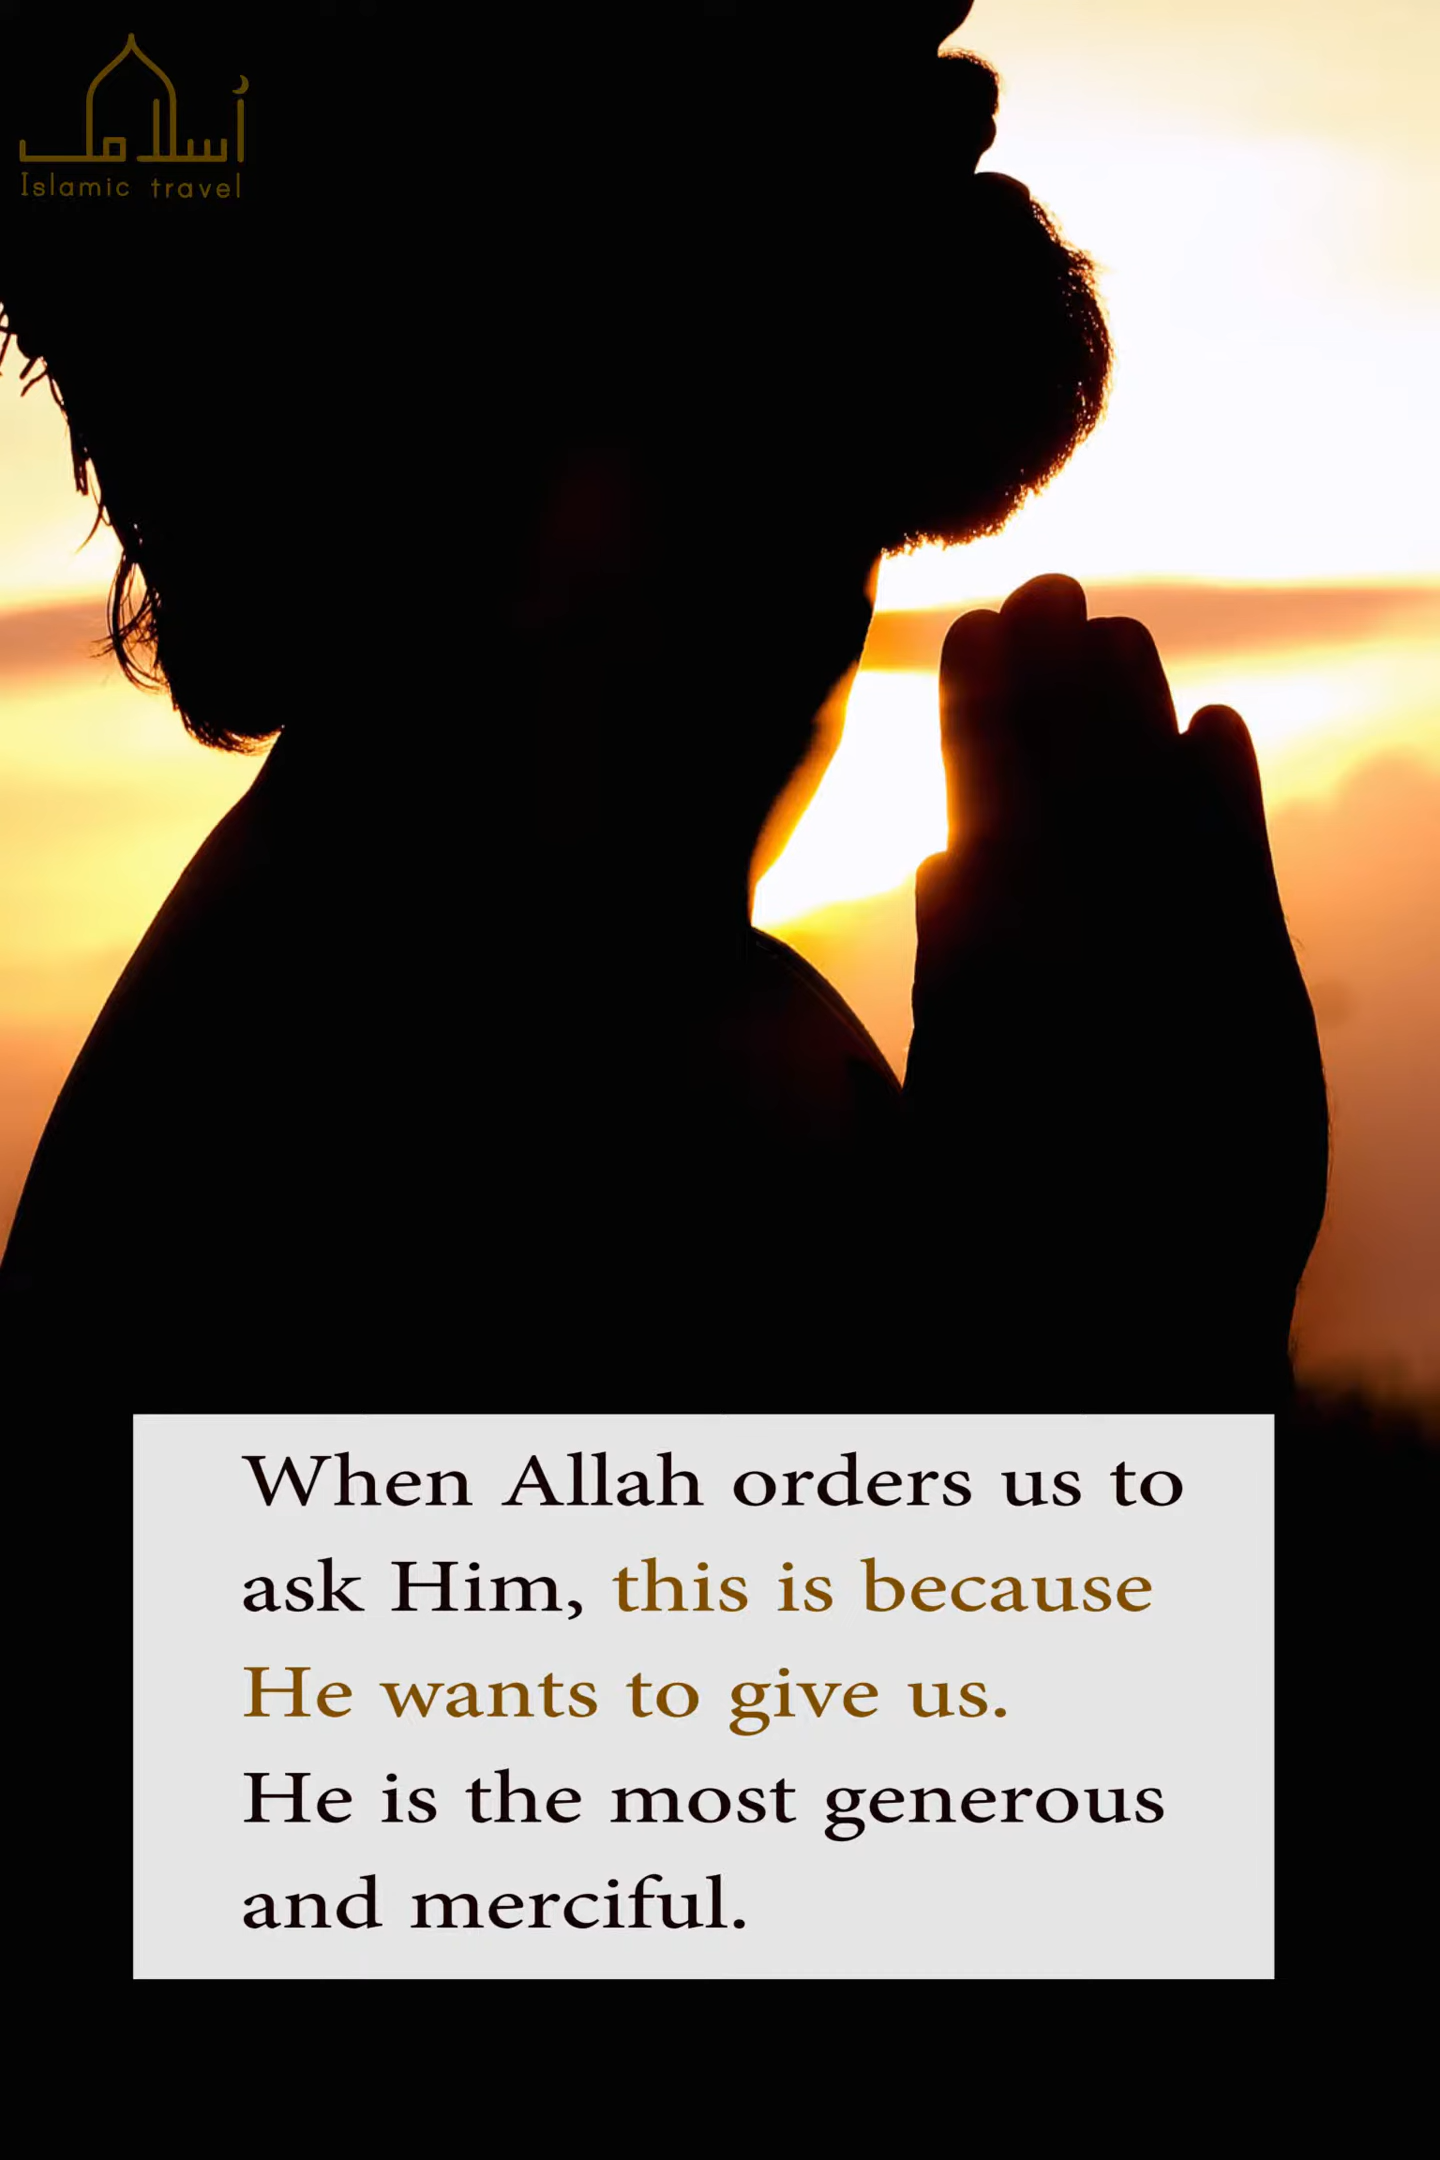 أسلامي
Islamic travel
When Allah orders us to
ask Him, this is because
He wants to give us.
He is the most generous
and merciful.